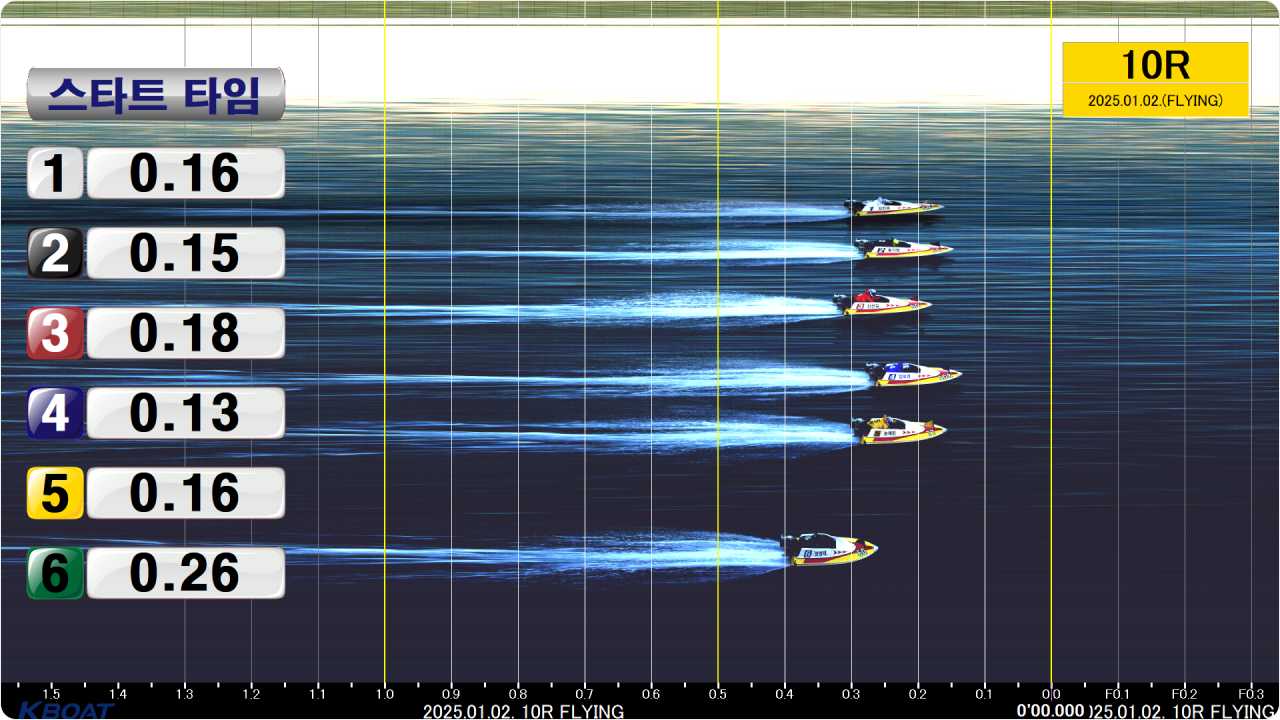 10R
2025.01.02.(FLYING)
스타트 타임
1 0.16
2 0.15
3 0.18
4 0.13
5 0.16
6 0.26
1.5 1.4 1.3 1.2 1.1 1.0 0.9 0.8 0.7 0.6 0.5 0.4 0.3 0.2 0.1 0.0 F0.1 F0.2 F0.3
KBOAT
2025.01.02. 10R FLYING
0'00.000 )25.01.02. 10R FLYING